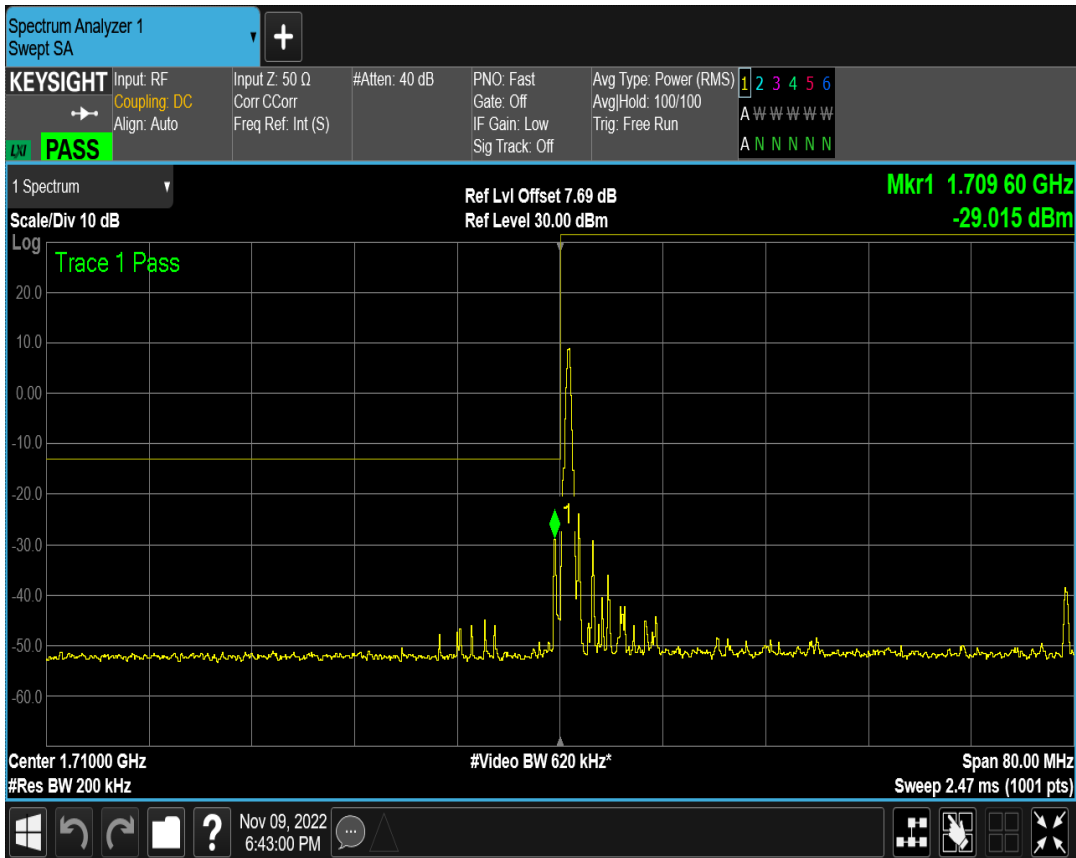 Spectrum Analyzer 1
Swept SA
+
KEYSIGHT
LXI PASS
Input: RF
Coupling: DC
Align: Auto
Input Z: 50 Ω
Corr CCorr
Freq Ref: Int (S)
#Atten: 40 dB
PNO: Fast
Gate: Off
IF Gain: Low
Sig Track: Off
Avg Type: Power (RMS)
Avg|Hold: 100/100
Trig: Free Run
1 2 3 4 5 6
A W W W W W
A N N N N N
1 Spectrum
Scale/Div 10 dB
Ref Lvl Offset 7.69 dB
Ref Level 30.00 dBm
Mkr1 1.709 60 GHz
-29.015 dBm
Log
Trace 1 Pass
20.0
10.0
0.00
-10.0
-20.0
1
-30.0
-40.0
-50.0
-60.0
Center 1.71000 GHz
#Video BW 620 kHz*
Span 80.00 MHz
#Res BW 200 kHz
Sweep 2.47 ms (1001 pts)
?
Nov 09, 2022
6:43:00 PM